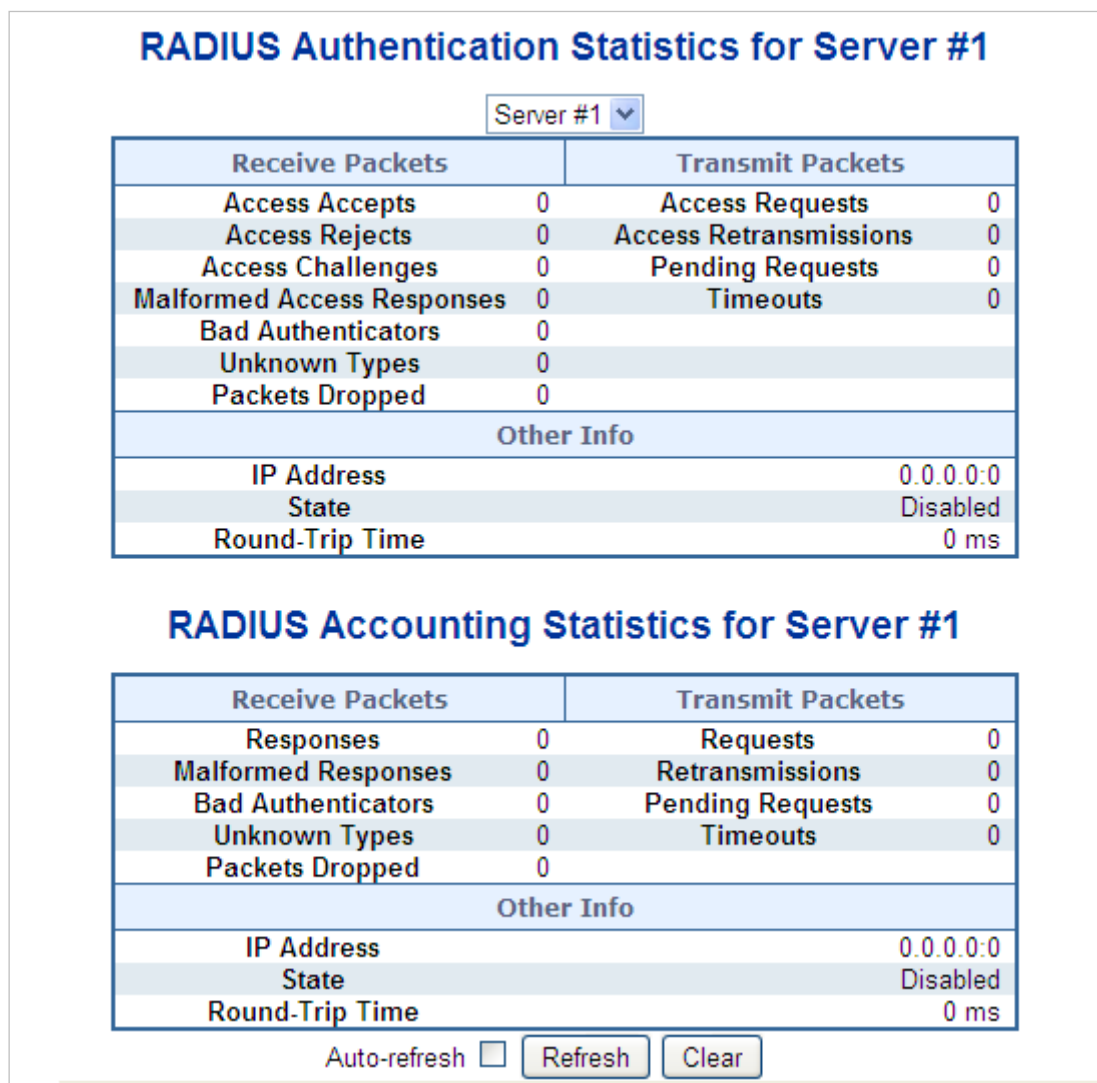 RADIUS Authentication Statistics for Server #1
Server #1
Receive Packets Transmit Packets
Access Accepts 0 Access Requests 0
Access Rejects 0 Access Retransmissions 0
Access Challenges 0 Pending Requests 0
Malformed Access Responses 0 Timeouts 0
Bad Authenticators 0
Unknown Types 0
Packets Dropped 0
Other Info
IP Address 0.0.0.0:0
State Disabled
Round-Trip Time 0 ms
RADIUS Accounting Statistics for Server #1
Receive Packets Transmit Packets
Responses 0 Requests 0
Malformed Responses 0 Retransmissions 0
Bad Authenticators 0 Pending Requests 0
Unknown Types 0 Timeouts 0
Packets Dropped 0
Other Info
IP Address 0.0.0.0:0
State Disabled
Round-Trip Time 0 ms
Auto-refresh Refresh Clear